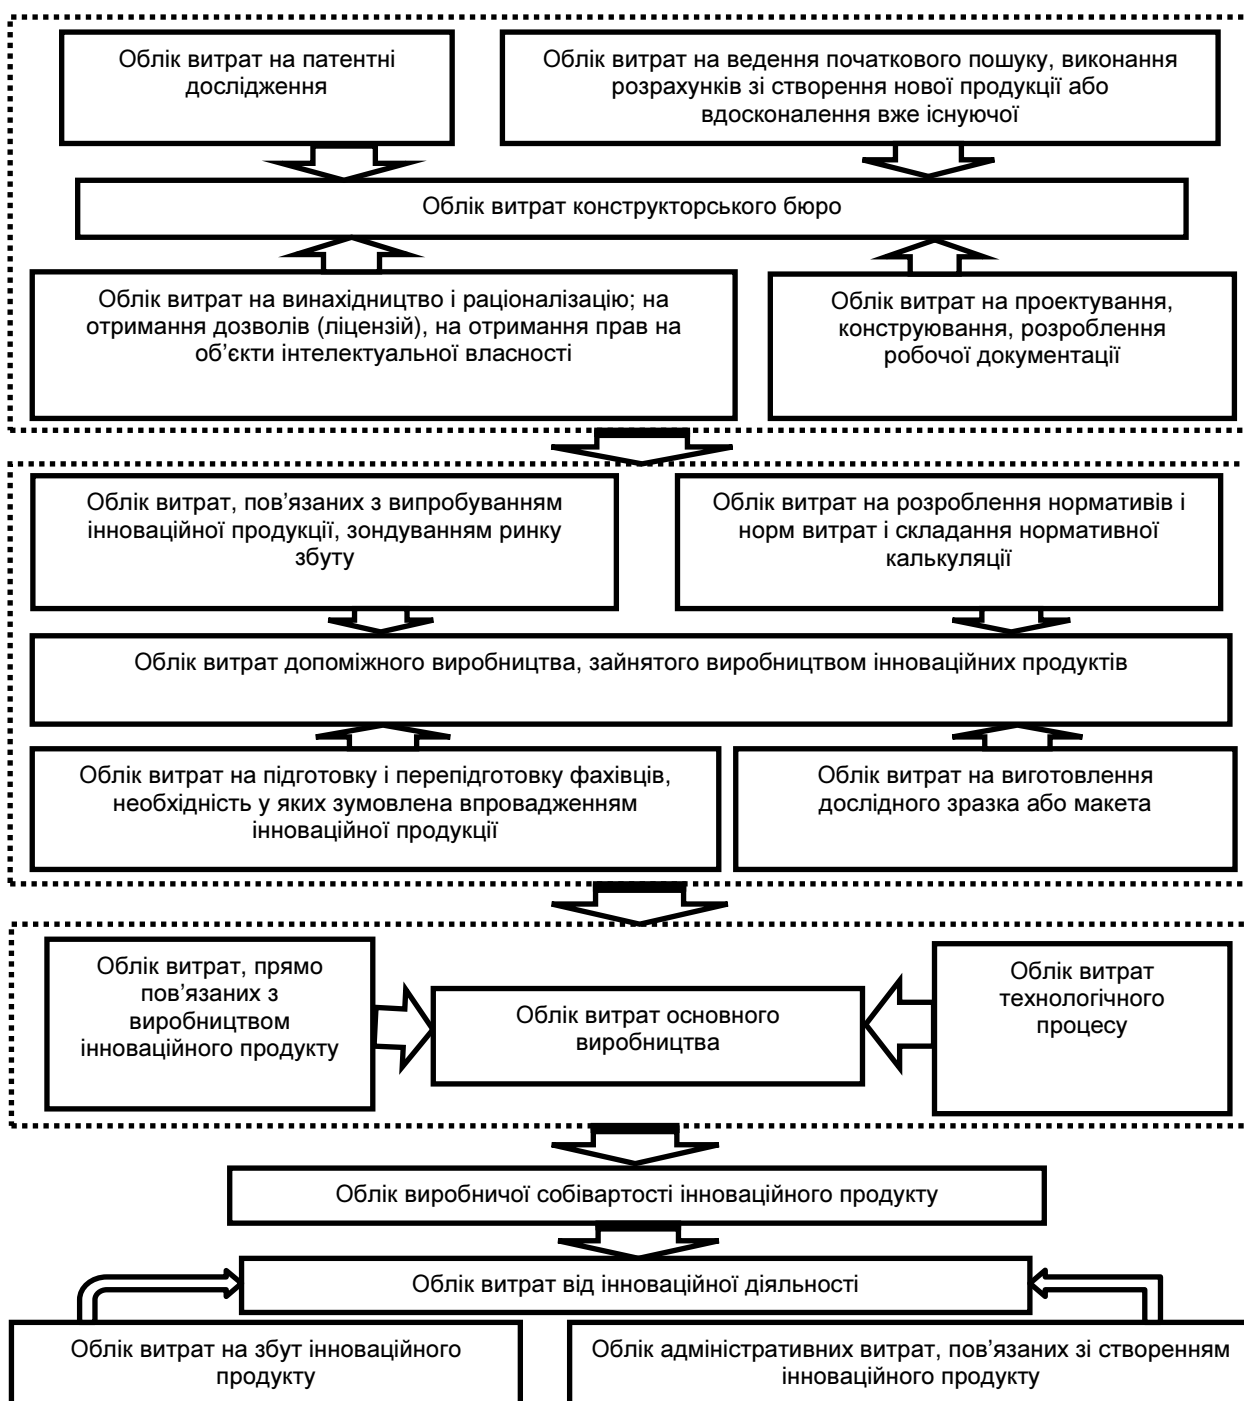 Облік витрат на патентні
дослідження
Облік витрат на ведення початкового пошуку, виконання
розрахунків зі створення нової продукції або
вдосконалення вже існуючої
Облік витрат конструкторського бюро
Облік витрат на винахідництво і раціоналізацію; на
отримання дозволів (ліцензій), на отримання прав на
об’єкти інтелектуальної власності
Облік витрат на проектування,
конструювання, розроблення
робочої документації
Облік витрат, пов’язаних з випробуванням
інноваційної продукції, зондуванням ринку
збуту
Облік витрат на розроблення нормативів і
норм витрат і складання нормативної
калькуляції
Облік витрат допоміжного виробництва, зайнятого виробництвом інноваційних продуктів
Облік витрат на підготовку і перепідготовку фахівців,
необхідність у яких зумовлена впровадженням
інноваційної продукції
Облік витрат на виготовлення
дослідного зразка або макета
Облік витрат, прямо
пов’язаних з
виробництвом
інноваційного продукту
Облік витрат основного
виробництва
Облік витрат
технологічного
процесу
Облік виробничої собівартості інноваційного продукту
Облік витрат від інноваційної діяльності
Облік витрат на збут інноваційного
продукту
Облік адміністративних витрат, пов’язаних зі створенням
інноваційного продукту